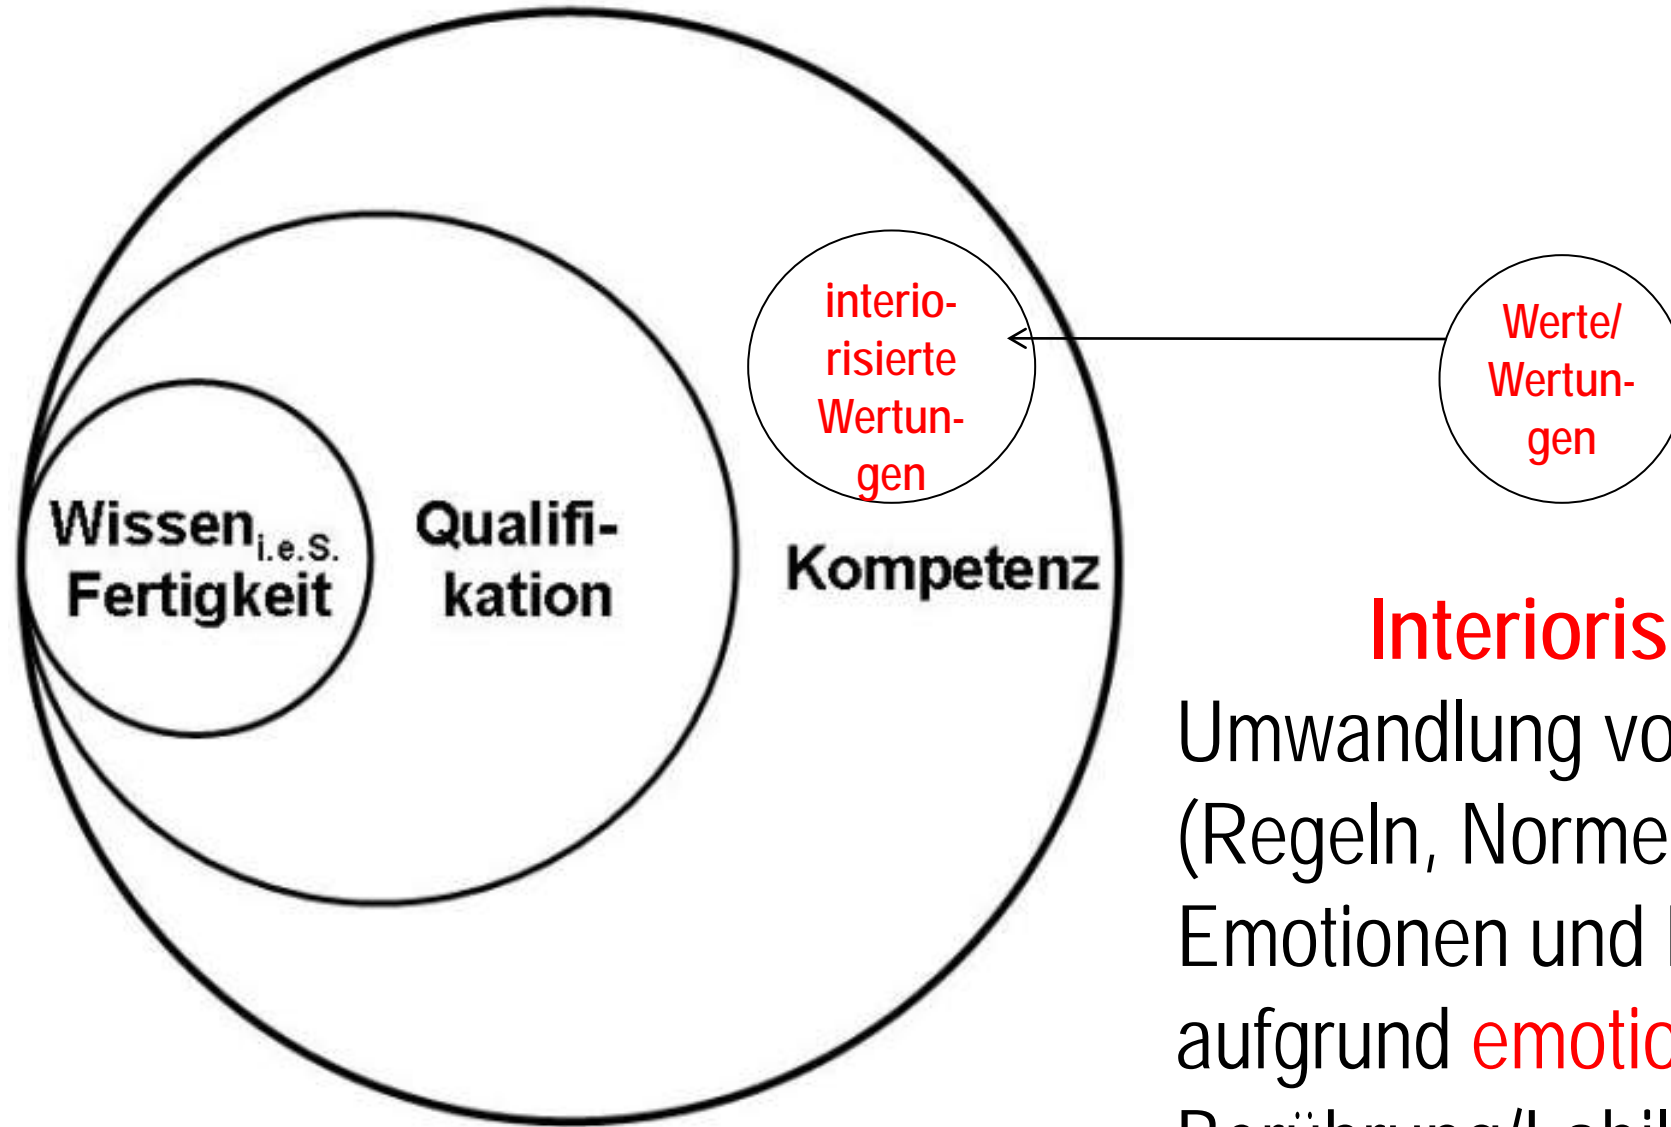 interio-
risierte
Wertun-
gen
Werte/
Wertun-
gen
Wissen i.e.S.
Fertigkeit
Qualifi-
kation
Kompetenz
Interioris
Umwandlung vo
(Regeln, Norme
Emotionen und
aufgrund emotio